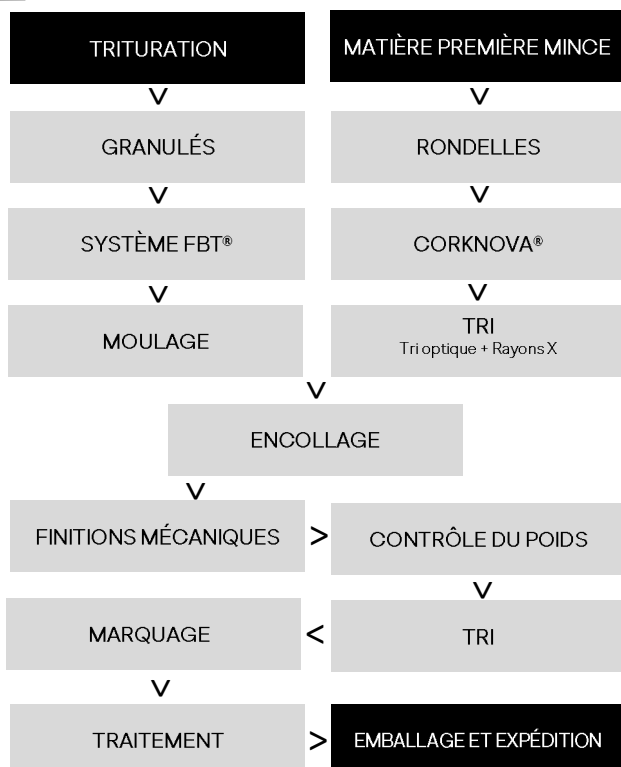 TRITURATION
MATIÈRE PREMIÈRE MINCE
GRANULÉS
RONDELLES
SYSTÈME FBT®
CORKNOVA®
MOULAGE
TRI
Tri optique + Rayons X
ENCOLLAGE
FINITIONS MÉCANIQUES
CONTRÔLE DU POIDS
MARQUAGE
TRI
TRAITEMENT
EMBALLAGE ET EXPÉDITION